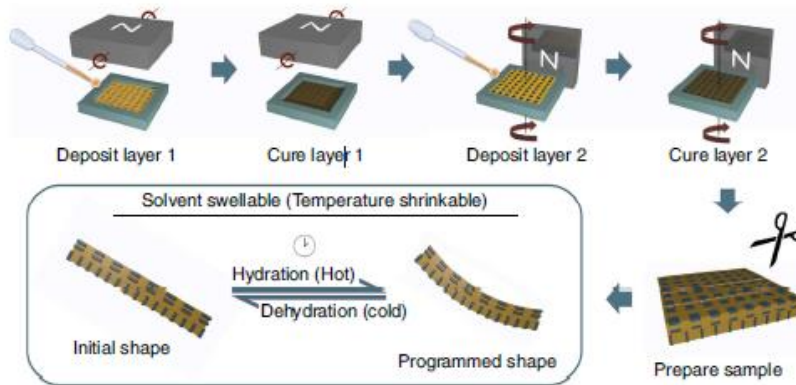 N
N
N
Deposit layer 1
Cure layer 1
Deposit layer 2
Cure layer 2
Solvent swellable (Temperature shrinkable)
Hydration (Hot)
Dehydration (cold)
Initial shape
Programmed shape
Prepare sample